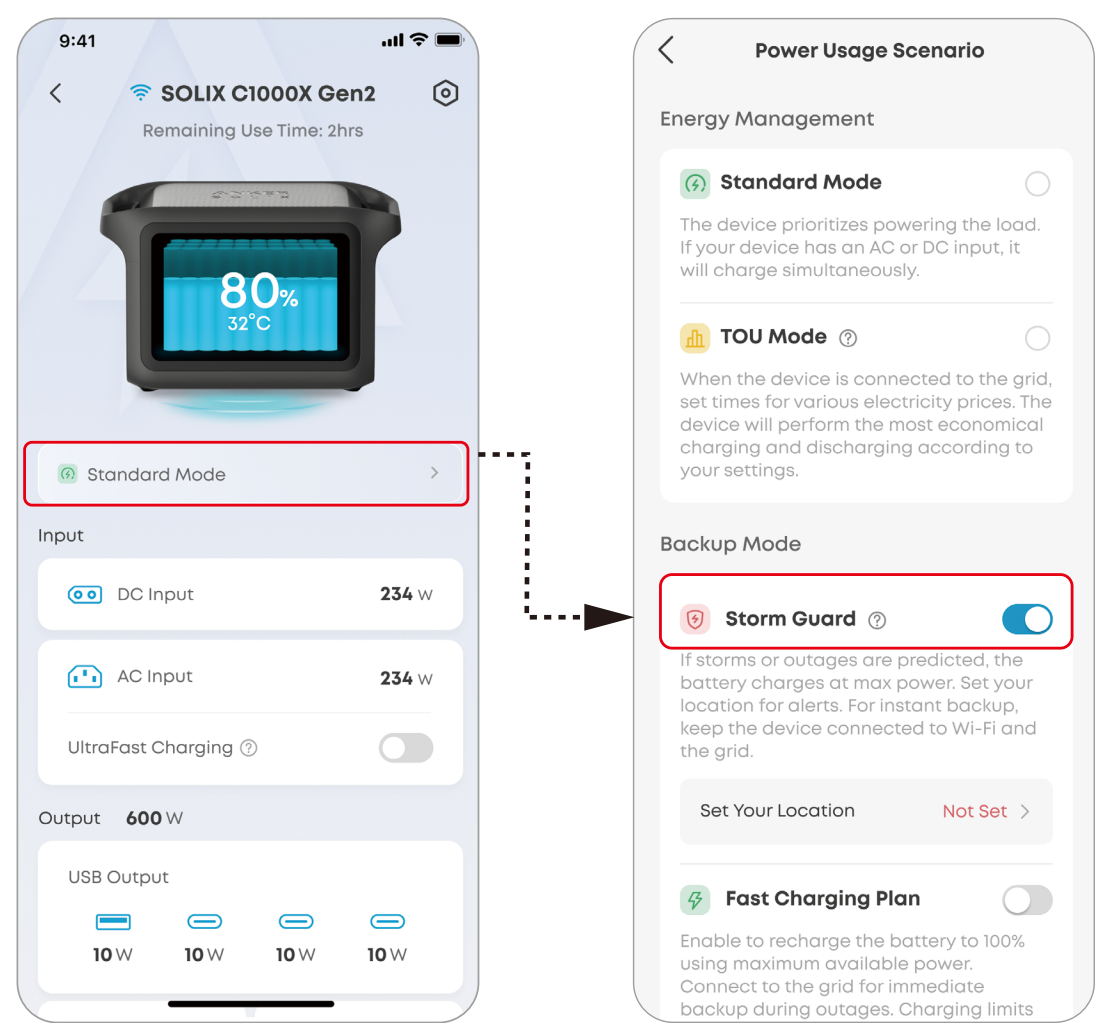 9:41
SOLIX C1000X Gen2
Remaining Use Time: 2hrs
ANKER
80%
32°C
Standard Mode
Input
DC Input 234 W
AC Input 234 W
UltraFast Charging ?
Output 600 W
USB Output
10 W 10 W 10 W 10 W
Power Usage Scenario
Energy Management
Standard Mode
The device prioritizes powering the load.
If your device has an AC or DC input, it
will charge simultaneously.
TOU Mode ?
When the device is connected to the grid,
set times for various electricity prices. The
device will perform the most economical
charging and discharging according to
your settings.
Backup Mode
Storm Guard ?
If storms or outages are predicted, the
battery charges at max power. Set your
location for alerts. For instant backup,
keep the device connected to Wi-Fi and
the grid.
Set Your Location Not Set
Fast Charging Plan
Enable to recharge the battery to 100%
using maximum available power.
Connect to the grid for immediate
backup during outages. Charging limits